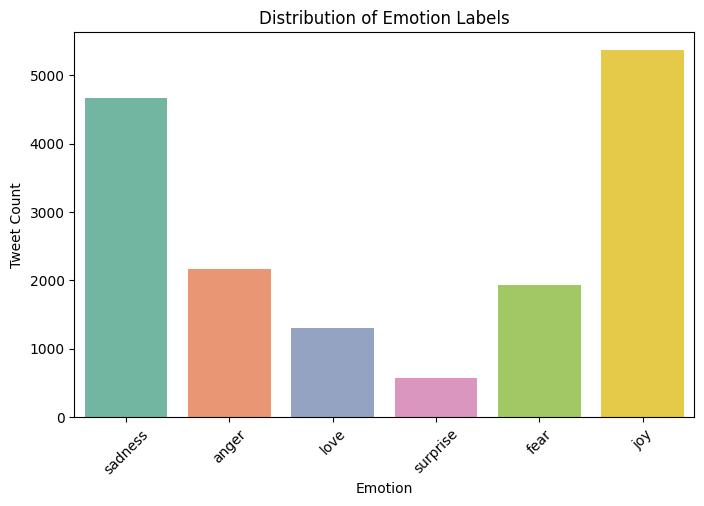 Distribution of Emotion Labels
Tweet Count
5000
4000
3000
2000
1000
0
sadness
anger
love
surprise
fear
joy
Emotion